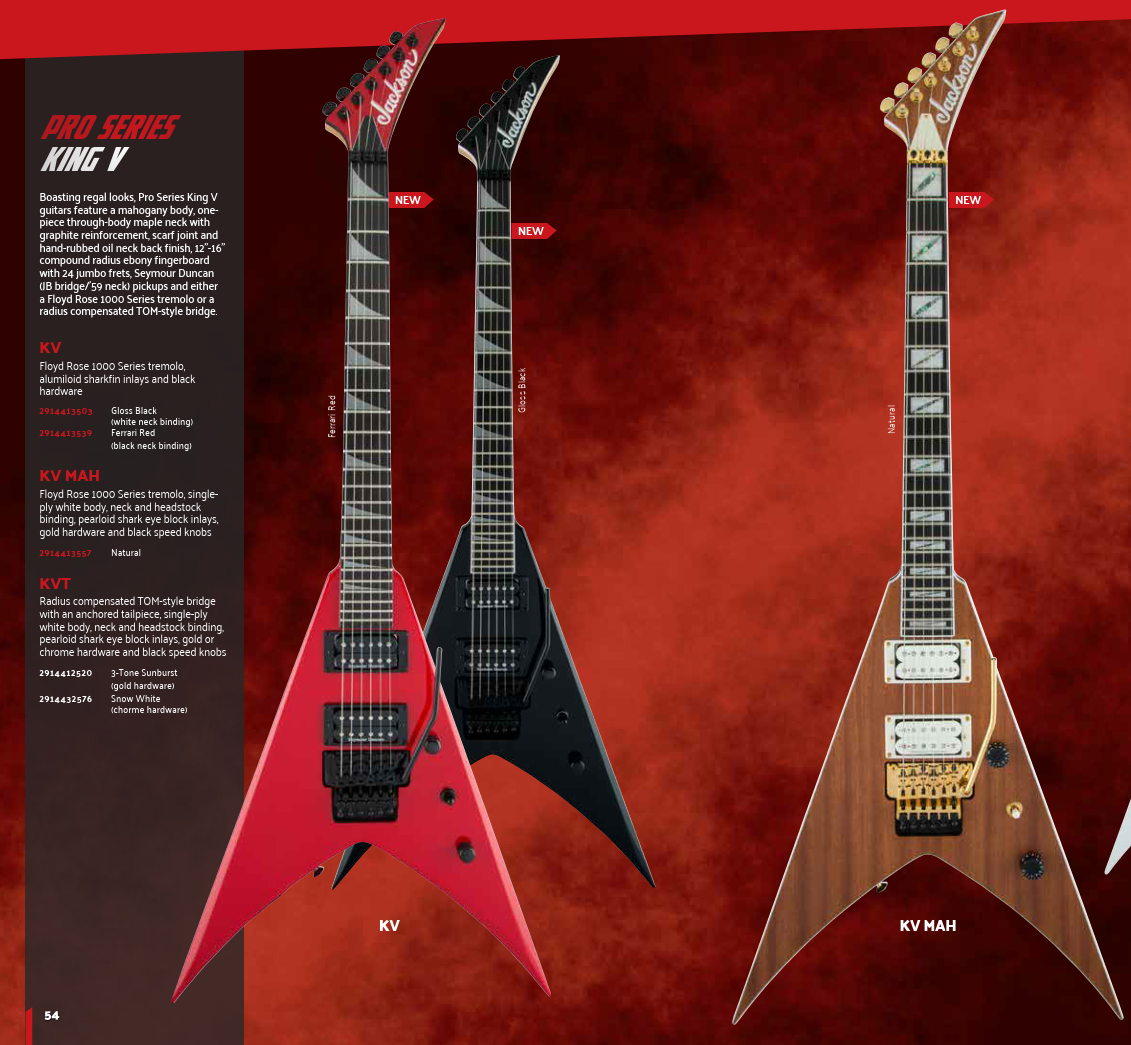 PRO SERIES
KING V
Boasting regal looks, Pro Series King V
guitars feature a mahogany body, one-
piece through-body maple neck with
graphite reinforcement, scarf joint and
hand-rubbed oil neck back finish, 12"-16"
compound radius ebony fingerboard
with 24 jumbo frets, Seymour Duncan
(JB bridge/'59 neck) pickups and either
a Floyd Rose 1000 Series tremolo or a
radius compensated TOM-style bridge.
KV
Floyd Rose 1000 Series tremolo,
alumiloid sharkfin inlays and black
hardware
2914413503 Gloss Black
(white neck binding)
2914413539 Ferrari Red
(black neck binding)
KV MAH
Floyd Rose 1000 Series tremolo, single-
ply white body, neck and headstock
binding, pearloid shark eye block inlays,
gold hardware and black speed knobs
2914413557 Natural
KVT
Radius compensated TOM-style bridge
with an anchored tailpiece, single-ply
white body, neck and headstock binding,
pearloid shark eye block inlays, gold or
chrome hardware and black speed knobs
2914412520 3-Tone Sunburst
(gold hardware)
2914432576 Snow White
(chorme hardware)
54
Jackson
NEW
Ferrari Red
Jackson
NEW
Gloss Black
KV
Jackson
NEW
Natural
KV MAH